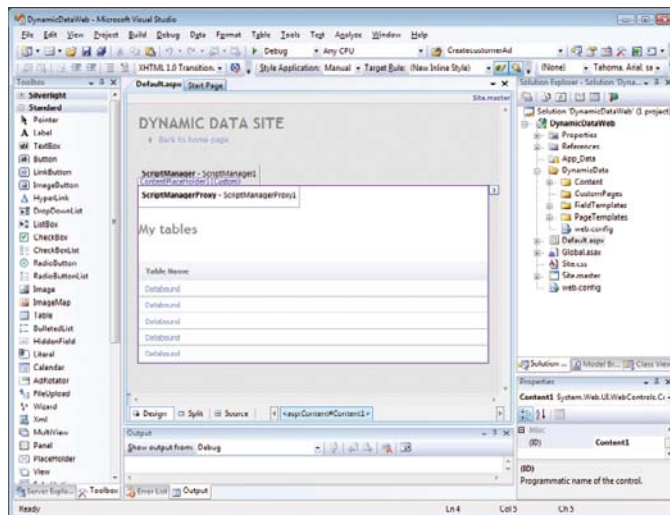 DynamicDataWeb - Microsoft Visual Studio
File Edit View Project Build Debug Data Format Table Tools Test Analyze Window Help
Debug Any CPU CreatecustomerAd
XHTML 1.0 Transition Style Application: Manual Target Rule: (New Inline Style) (None) Tahoma, Arial, sa
Toolbox
Silverlight
Standard
Pointer
Label
TextBox
Button
LinkButton
ImageButton
HyperLink
DropDownList
ListBox
CheckBox
CheckBoxList
RadioButton
RadioButtonList
Image
ImageMap
Table
BulletedList
HiddenField
Literal
Calendar
AdRotator
FileUpload
Wizard
Xml
MultiView
Panel
PlaceHolder
View
Server Explo... Toolbox
Default.aspx Start Page
Site.master
DYNAMIC DATA SITE
Back to home page
ScriptManager - ScriptManager1
ContentPlaceHolder1 (Custom)
ScriptManagerProxy - ScriptManagerProxy1
My tables
Table Name
Databound
Databound
Databound
Databound
Databound
Design Split Source <asp:Content#Content1>
Output
Show output from: Debug
Error List Output
Solution Explorer - Solution 'Dyna...
Solution 'DynamicDataWeb' (1 project)
DynamicDataWeb
Properties
References
App_Data
DynamicData
Content
CustomPages
FieldTemplates
PageTemplates
web.config
Default.aspx
Global.asax
Site.css
Site.master
web.config
Solution ... Model Br... Class View
Properties
Content1 System.Web.UI.WebControls.Co
Misc
(ID) Content1
(ID)
Programmatic name of the control.
Ready Ln 4 Col 5 Ch 5